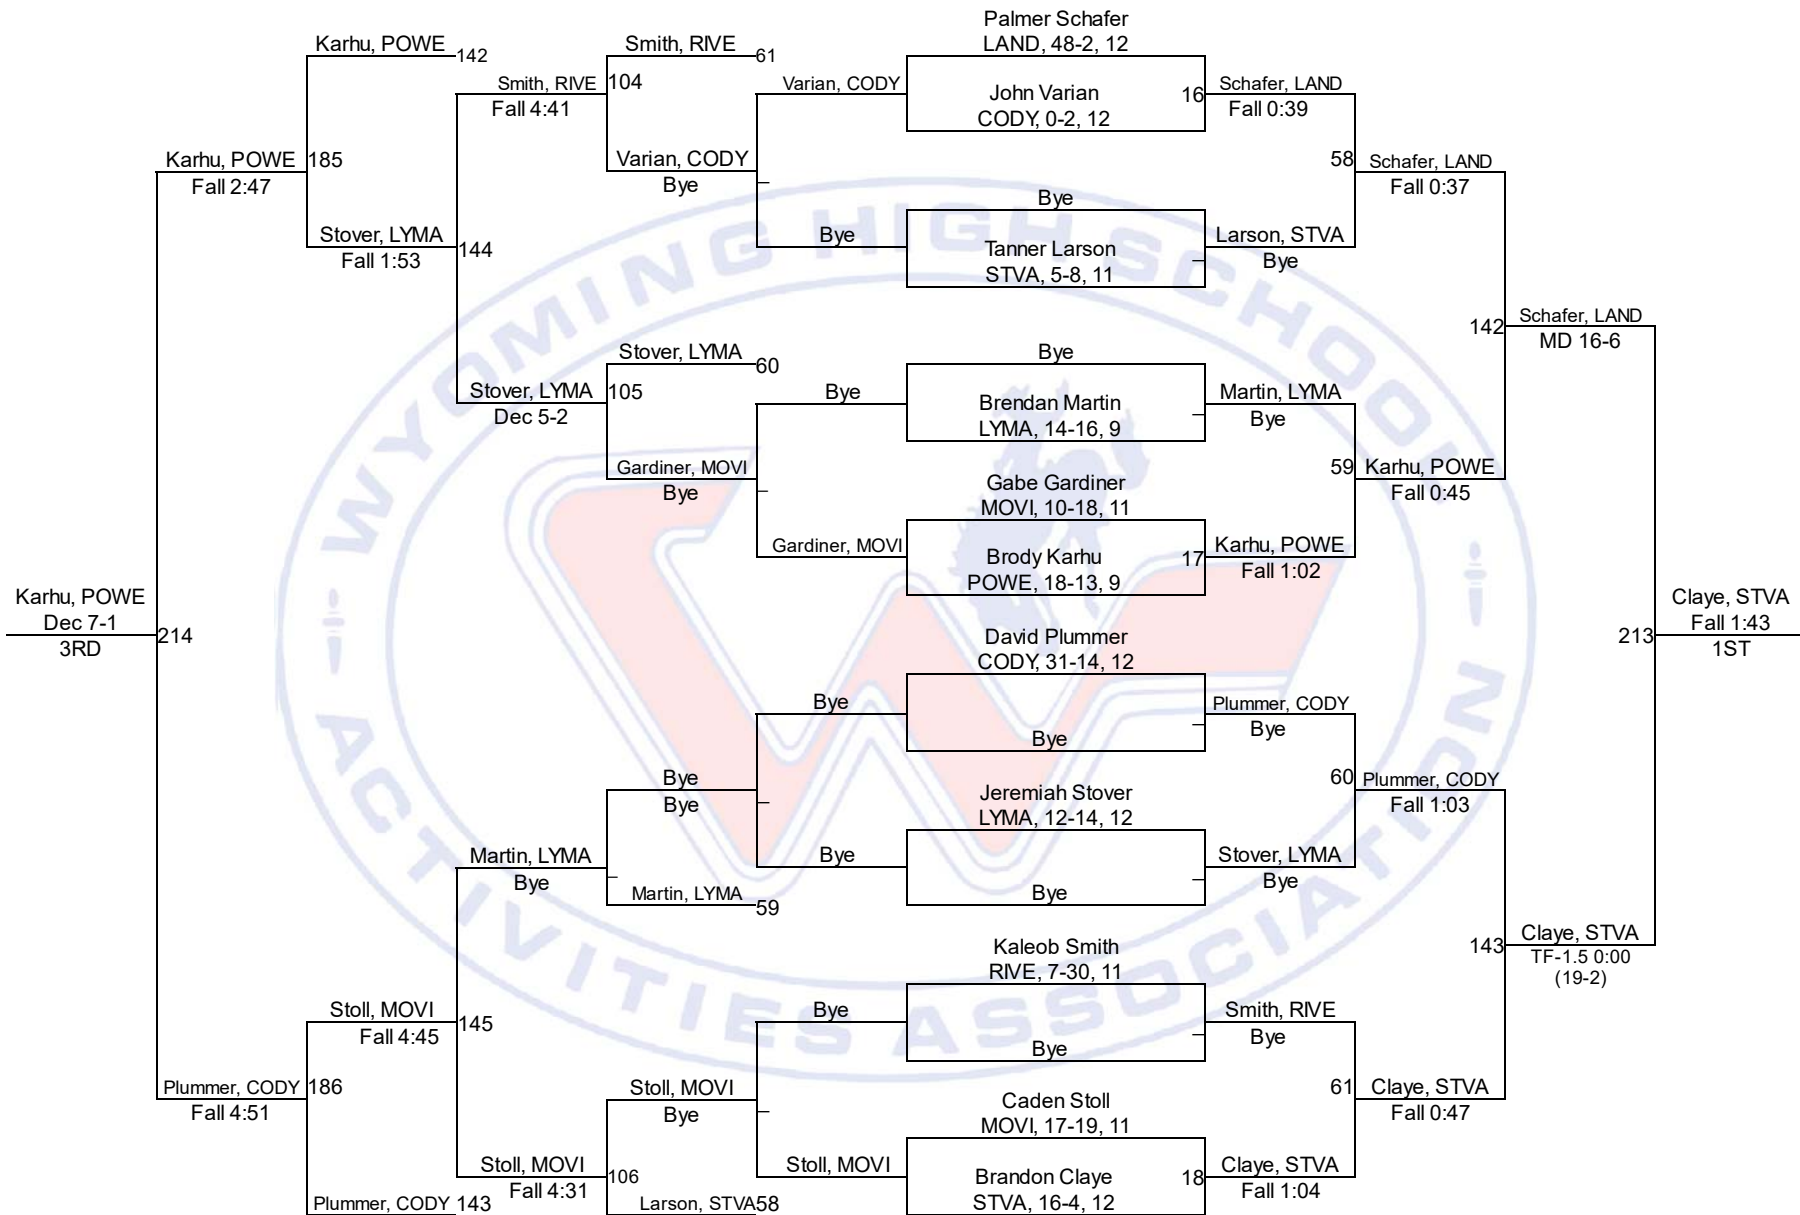 Karhu, POWE
142
Karhu, POWE
Fall 2:47
185
Stover, LYMA
Fall 1:53
144
Smith, RIVE
Fall 4:41
104
Smith, RIVE
61
Varian, CODY
Bye
Varian, CODY
Bye
Stover, LYMA
Dec 5-2
105
Stover, LYMA
60
Gardiner, MOVI
Bye
Bye
Gardiner, MOVI
Karhu, POWE
Dec 7-1
3RD
214
Plummer, CODY
Fall 4:51
186
Stoll, MOVI
Fall 4:45
145
Plummer, CODY
143
Martin, LYMA
Bye
Bye
Bye
Martin, LYMA
59
Bye
Bye
Stoll, MOVI
Fall 4:31
106
Stoll, MOVI
Bye
Larson, STVA
58
Bye
Stoll, MOVI
Palmer Schafer
LAND, 48-2, 12
John Varian
CODY, 0-2, 12
16
Schafer, LAND
Fall 0:39
Bye
Tanner Larson
STVA, 5-8, 11
Larson, STVA
Bye
58
Schafer, LAND
Fall 0:37
Bye
Brendan Martin
LYMA, 14-16, 9
Martin, LYMA
Bye
Gabe Gardiner
MOVI, 10-18, 11
Brody Karhu
POWE, 18-13, 9
17
Karhu, POWE
Fall 1:02
59
Karhu, POWE
Fall 0:45
142
Schafer, LAND
MD 16-6
David Plummer
CODY, 31-14, 12
Bye
Plummer, CODY
Bye
Jeremiah Stover
LYMA, 12-14, 12
Bye
Stover, LYMA
Bye
60
Plummer, CODY
Fall 1:03
Kaleob Smith
RIVE, 7-30, 11
Bye
Smith, RIVE
Bye
Caden Stoll
MOVI, 17-19, 11
Brandon Claye
STVA, 16-4, 12
18
Claye, STVA
Fall 1:04
61
Claye, STVA
Fall 0:47
143
Claye, STVA
TF-1.5 0:00
(19-2)
213
Claye, STVA
Fall 1:43
1ST
WYOMING HIGH SCHOOL
ACTIVITIES ASSOCIATION